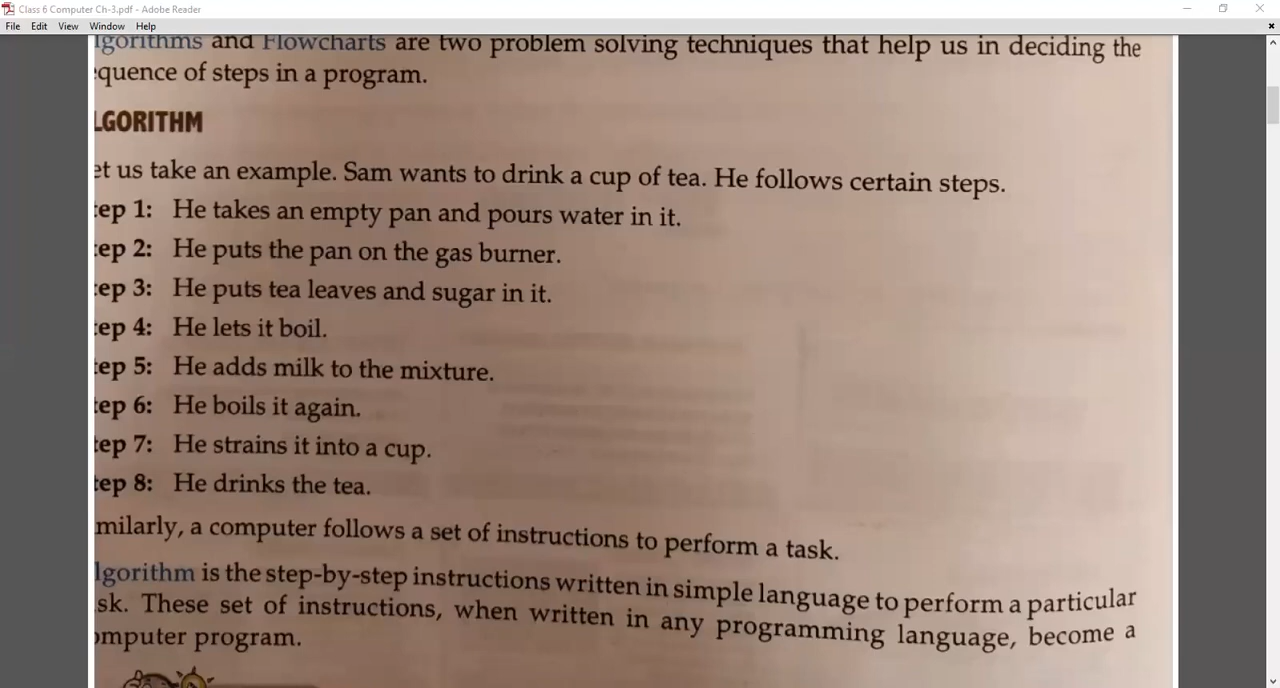 Class 6 Computer Ch-3.pdf - Adobe Reader
File Edit View Window Help
lgorithms and Flowcharts are two problem solving techniques that help us in deciding the
quence of steps in a program.
LGORITHM
et us take an example. Sam wants to drink a cup of tea. He follows certain steps.
ep 1: He takes an empty pan and pours water in it.
ep 2: He puts the pan on the gas burner.
ep 3: He puts tea leaves and sugar in it.
ep 4: He lets it boil.
tep 5: He adds milk to the mixture.
tep 6: He boils it again.
tep 7: He strains it into a cup.
tep 8: He drinks the tea.
milarly, a computer follows a set of instructions to perform a task.
lgorithm is the step-by-step instructions written in simple language to perform a particular
sk. These set of instructions, when written in any programming language, become a
omputer program.